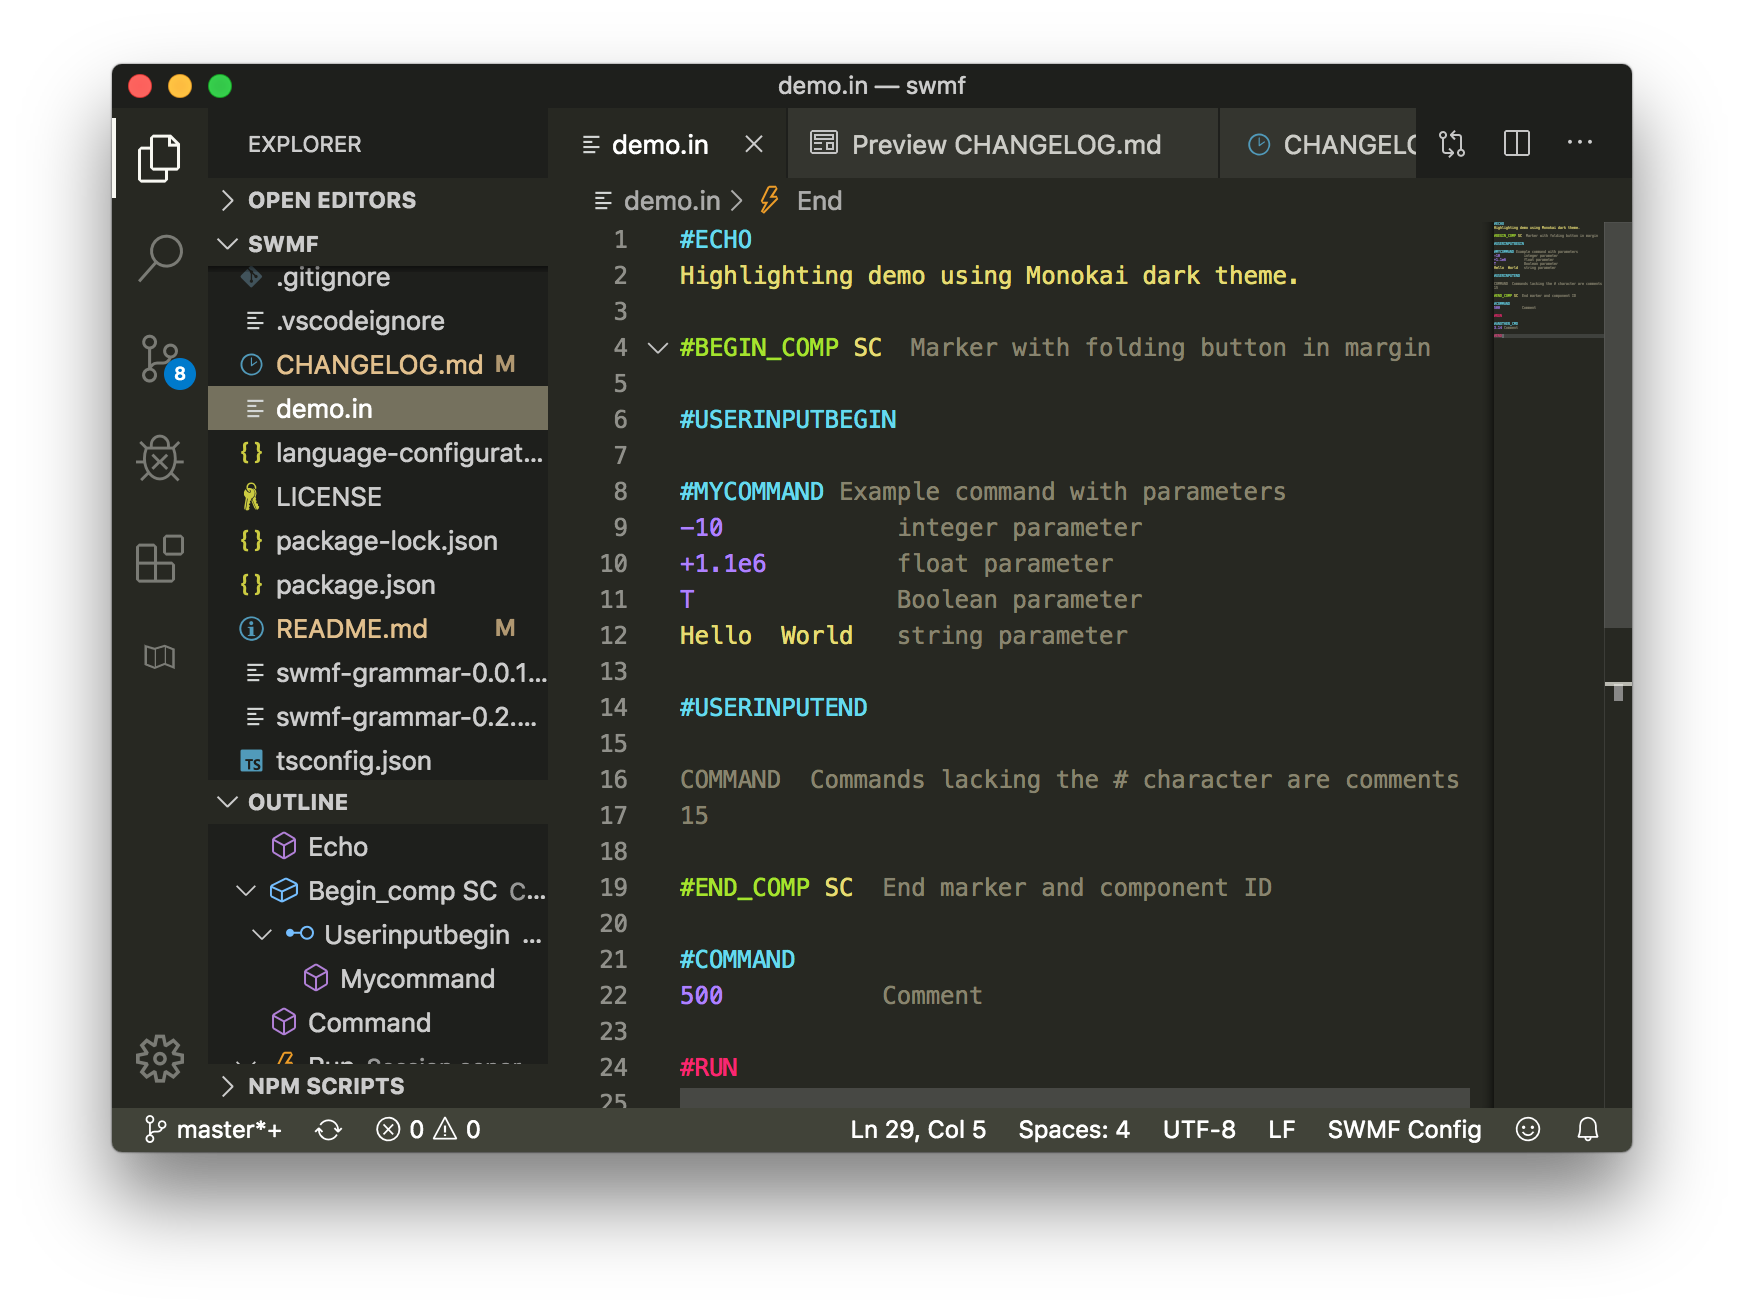 demo.in — swmf
EXPLORER
OPEN EDITORS
SWMF
.gitignore
.vscodeignore
CHANGELOG.md M
demo.in
language-configurat...
LICENSE
package-lock.json
package.json
README.md M
swmf-grammar-0.0.1...
swmf-grammar-0.2....
TS tsconfig.json
OUTLINE
Echo
Begin_comp SC C...
Userinputbegin ...
Mycommand
Command
Run
NPM SCRIPTS
8
demo.in
Preview CHANGELOG.md
CHANGELO
demo.in > End
1 #ECHO
2 Highlighting demo using Monokai dark theme.
3
4 #BEGIN_COMP SC  Marker with folding button in margin
5
6 #USERINPUTBEGIN
7
8 #MYCOMMAND Example command with parameters
9 -10            integer parameter
10 +1.1e6         float parameter
11 T              Boolean parameter
12 Hello  World   string parameter
13
14 #USERINPUTEND
15
16 COMMAND  Commands lacking the # character are comments
17 15
18
19 #END_COMP SC  End marker and component ID
20
21 #COMMAND
22 500           Comment
23
24 #RUN
25
master*+ 0 0 Ln 29, Col 5 Spaces: 4 UTF-8 LF SWMF Config